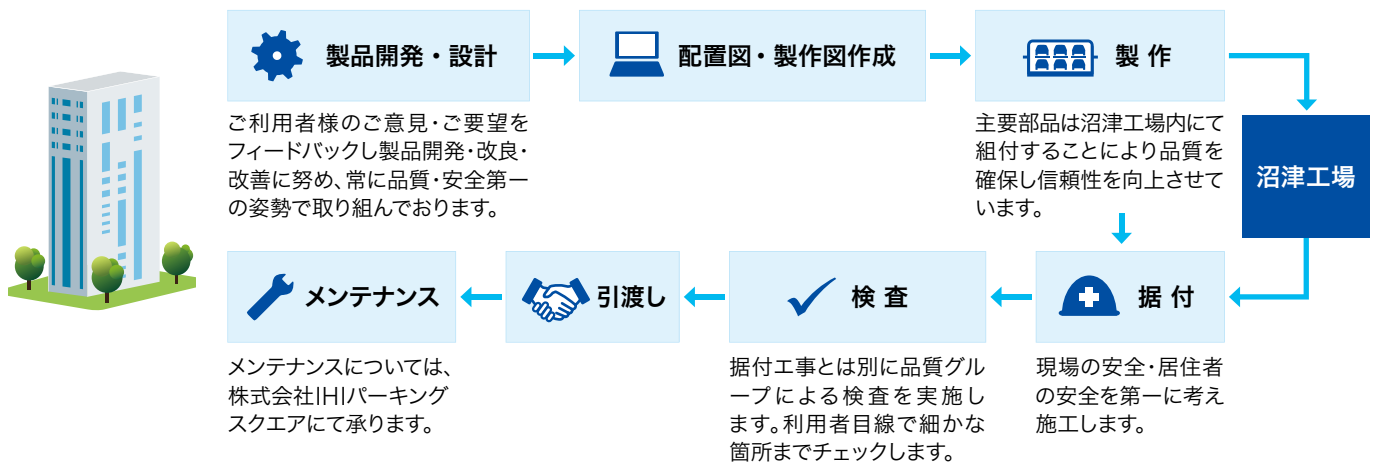 製品開発・設計
ご利用者様のご意見・ご要望を
フィードバックし製品開発・改良・
改善に努め、常に品質・安全第一
の姿勢で取り組んでおります。
配置図・製作図作成
製 作
主要部品は沼津工場内にて
組付することにより品質を
確保し信頼性を向上させて
います。
沼津工場
据 付
現場の安全・居住者
の安全を第一に考え
施工します。
検 査
据付工事とは別に品質グル
ープによる検査を実施し
ます。利用者目線で細かな
箇所までチェックします。
引渡し
メンテナンス
メンテナンスについては、
株式会社IHIパーキング
スクエアにて承ります。